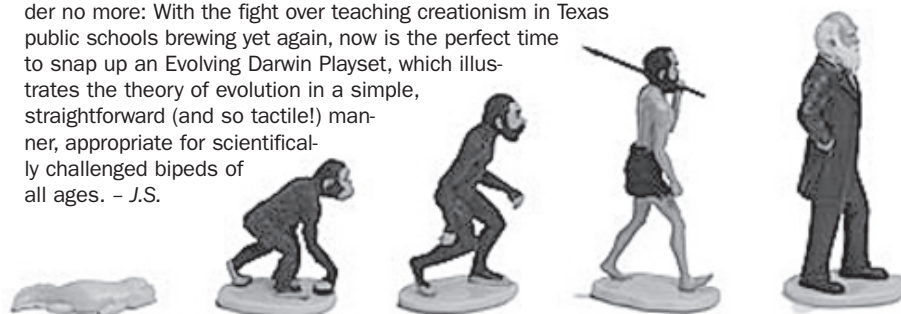 der no more: With the fight over teaching creationism in Texas
public schools brewing yet again, now is the perfect time
to snap up an Evolving Darwin Playset, which illus-
trates the theory of evolution in a simple,
straightforward (and so tactile!) man-
ner, appropriate for scientifical-
ly challenged bipeds of
all ages. – J.S.